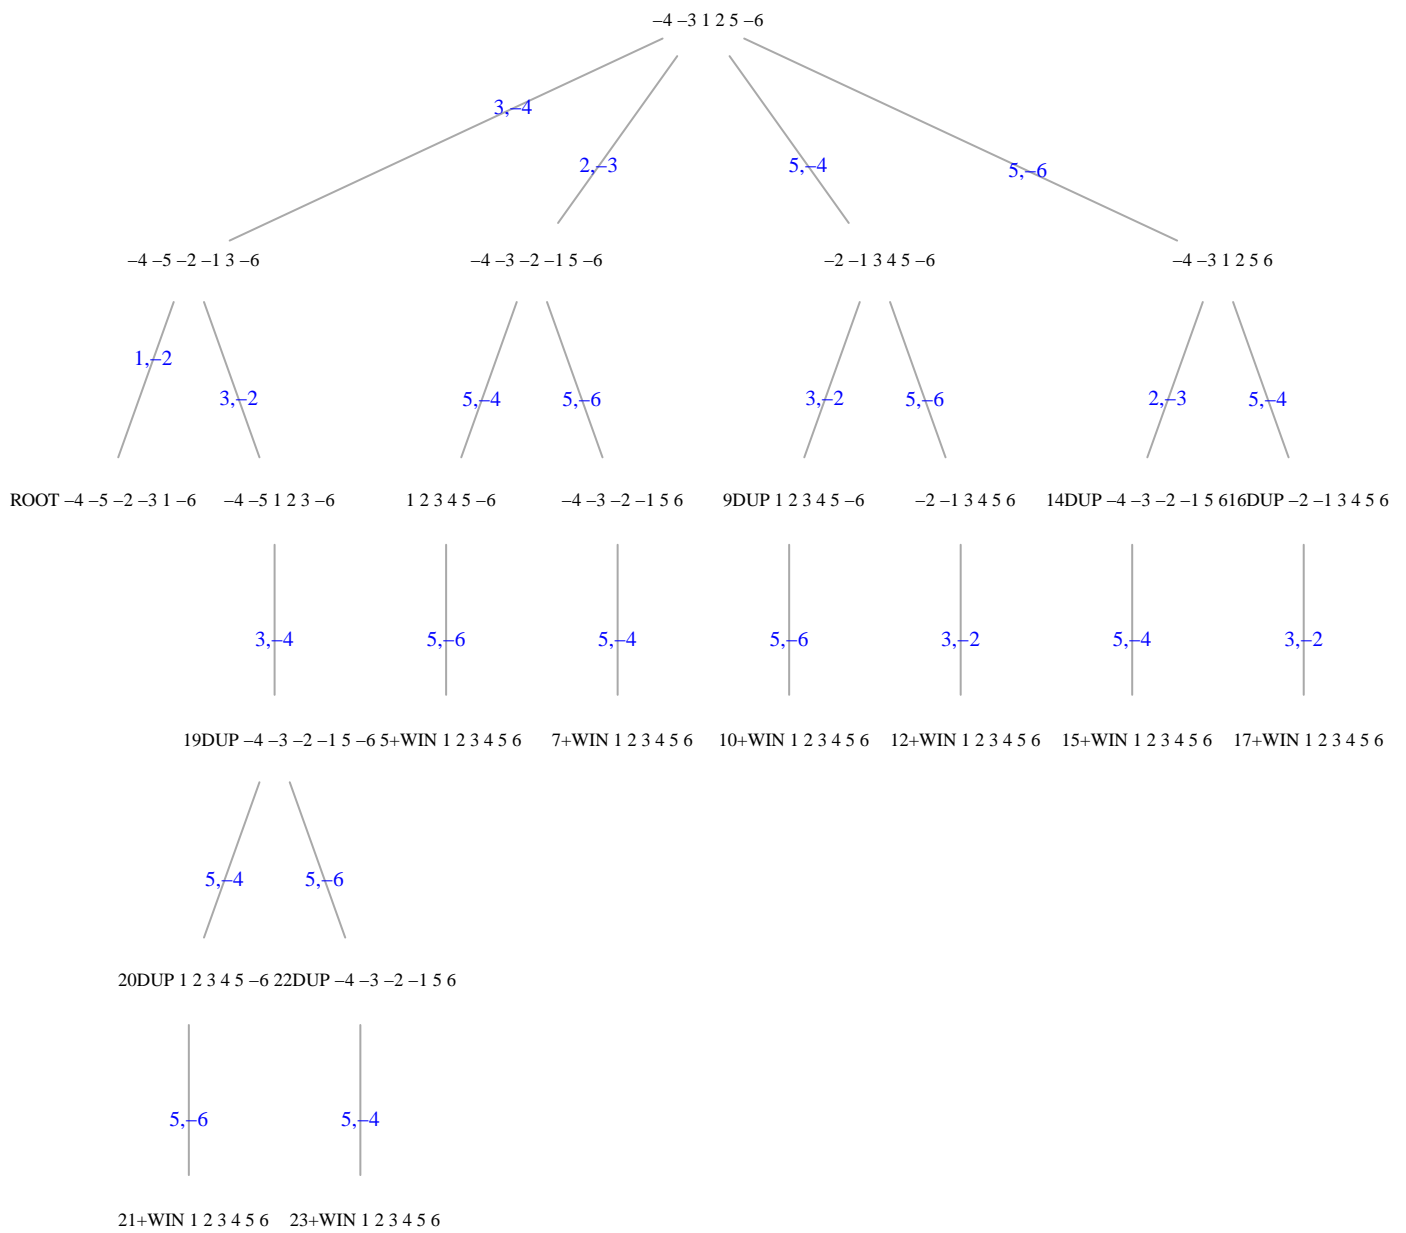 −4 −3 1 2 5 −6
3,−4
2,−3
5,−4
5,−6
−4 −5 −2 −1 3 −6
−4 −3 −2 −1 5 −6
−2 −1 3 4 5 −6
−4 −3 1 2 5 6
1,−2
3,−2
5,−4
5,−6
3,−2
5,−6
2,−3
5,−4
ROOT −4 −5 −2 −3 1 −6
−4 −5 1 2 3 −6
1 2 3 4 5 −6
−4 −3 −2 −1 5 6
9DUP 1 2 3 4 5 −6
−2 −1 3 4 5 6
14DUP −4 −3 −2 −1 5 6
16DUP −2 −1 3 4 5 6
3,−4
5,−6
5,−4
5,−6
3,−2
5,−4
3,−2
19DUP −4 −3 −2 −1 5 −6
5+WIN 1 2 3 4 5 6
7+WIN 1 2 3 4 5 6
10+WIN 1 2 3 4 5 6
12+WIN 1 2 3 4 5 6
15+WIN 1 2 3 4 5 6
17+WIN 1 2 3 4 5 6
5,−4
5,−6
20DUP 1 2 3 4 5 −6
22DUP −4 −3 −2 −1 5 6
5,−6
5,−4
21+WIN 1 2 3 4 5 6
23+WIN 1 2 3 4 5 6